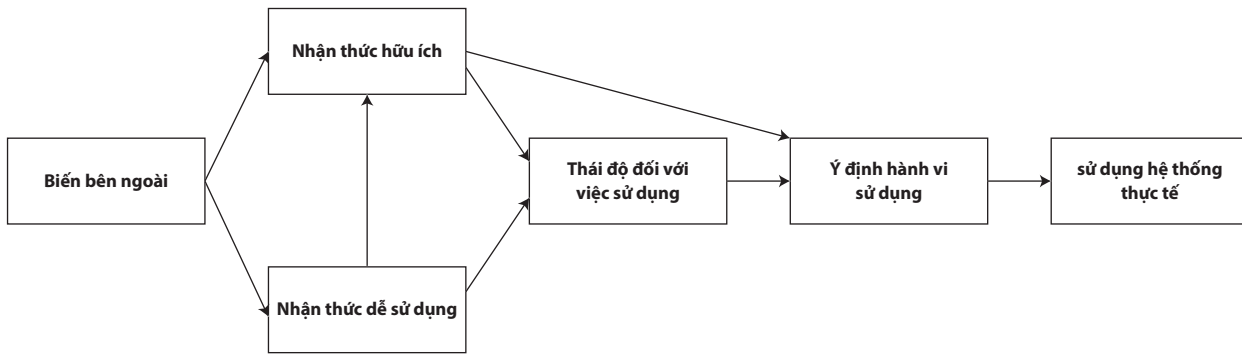 Nhận thức hữu ích
Biến bên ngoài
Thái độ đối với
việc sử dụng
Ý định hành vi
sử dụng
sử dụng hệ thống
thực tế
Nhận thức dễ sử dụng